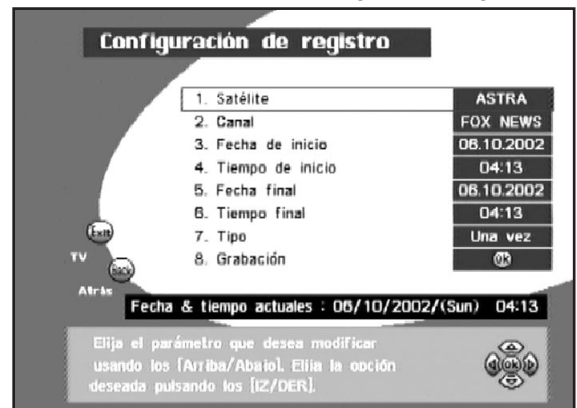 Configuración de registro
1. Satélite ASTRA
2. Canal FOX NEWS
3. Fecha de inicio 06.10.2002
4. Tiempo de inicio 04:13
5. Fecha final 06.10.2002
6. Tiempo final 04:13
7. Tipo Una vez
8. Grabación Ok
Exit
TV
Back
Atrás
Fecha & tiempo actuales : 06/10/2002/(Sun) 04:13
Elija el parámetro que desea modificar
usando los [Arriba/Abajo]. Elija la opción
deseada pulsando los [IZ/DER].
Ok